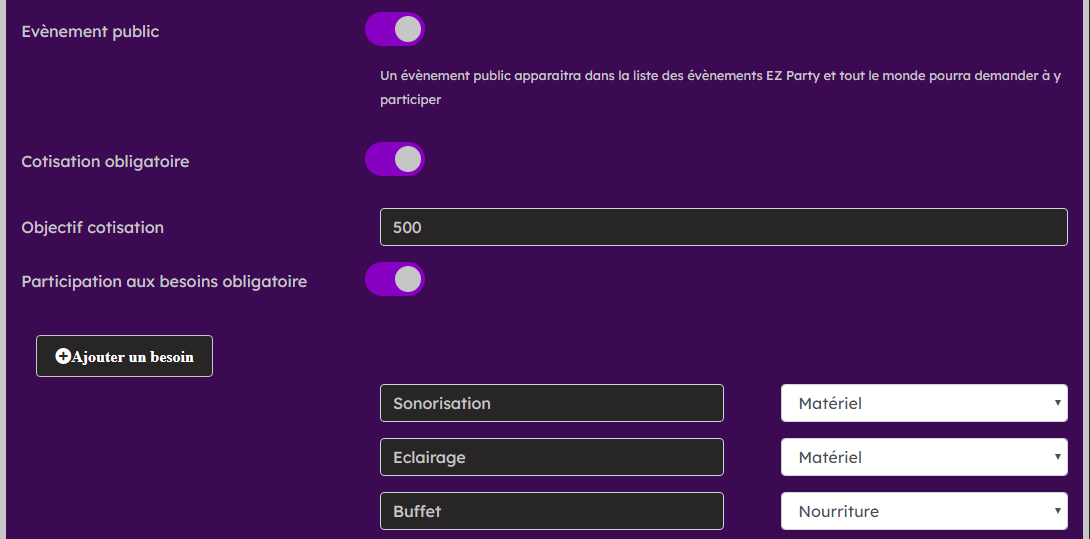 Evènement public
Un évènement public apparaitra dans la liste des évènements EZ Party et tout le monde pourra demander à y
participer
Cotisation obligatoire
Objectif cotisation
500
Participation aux besoins obligatoire
Ajouter un besoin
Sonorisation
Matériel
Eclairage
Matériel
Buffet
Nourriture